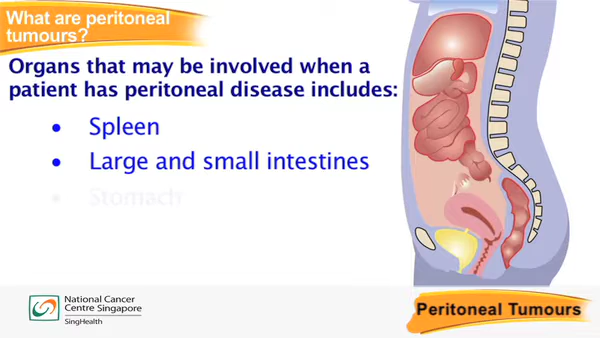 What are peritoneal
tumours?
Organs that may be involved when a
patient has peritoneal disease includes:
• Spleen
• Large and small intestines
• Stomach
National Cancer
Centre Singapore
SingHealth
Peritoneal Tumours